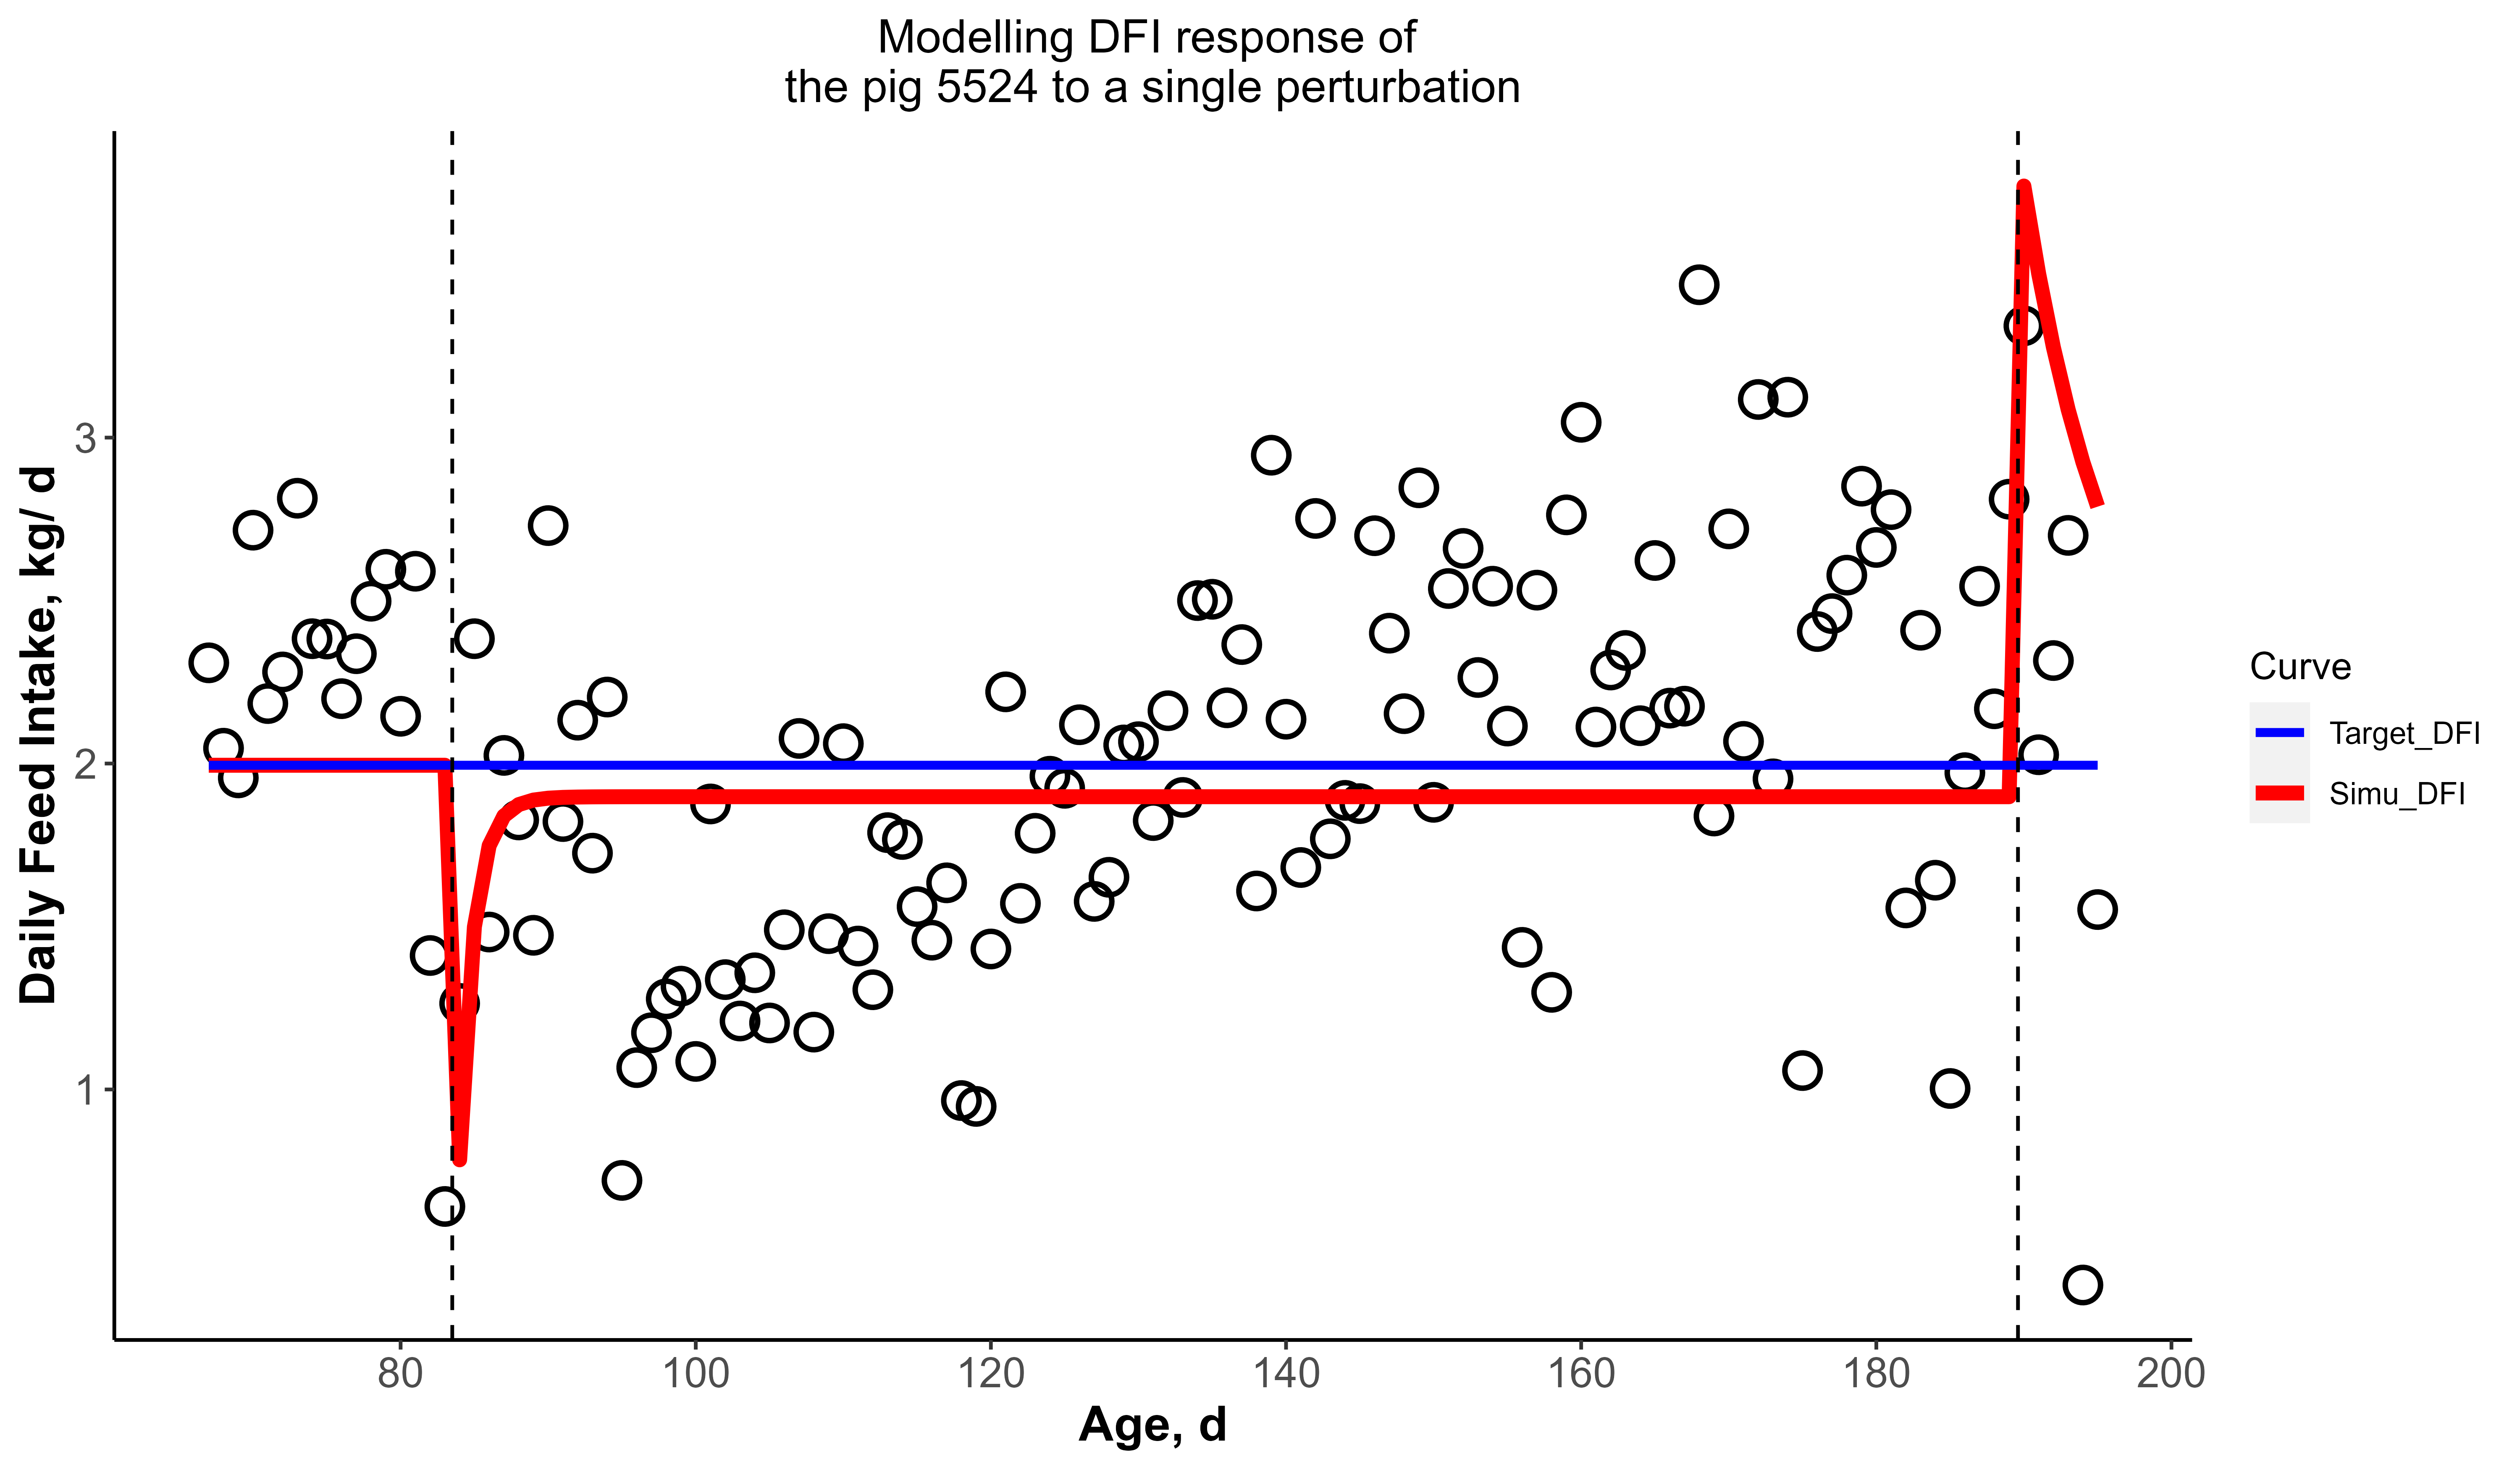 Modelling DFI response of
the pig 5524 to a single perturbation
Daily Feed Intake, kg/ d
3
2
1
80
100
120
140
160
180
200
Age, d
Curve
Target_DFI
Simu_DFI